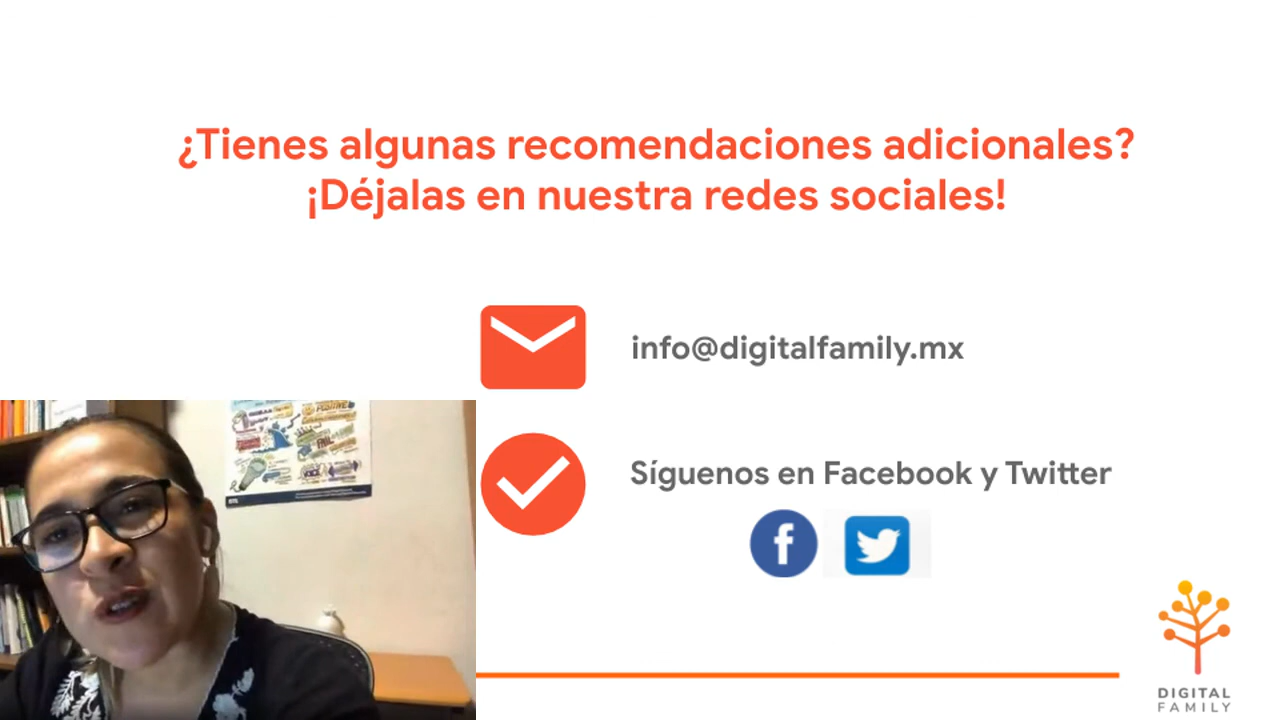 ¿Tienes algunas recomendaciones adicionales?
¡Déjalas en nuestra redes sociales!
info@digitalfamily.mx
Síguenos en Facebook y Twitter
DIGITAL
FAMILY